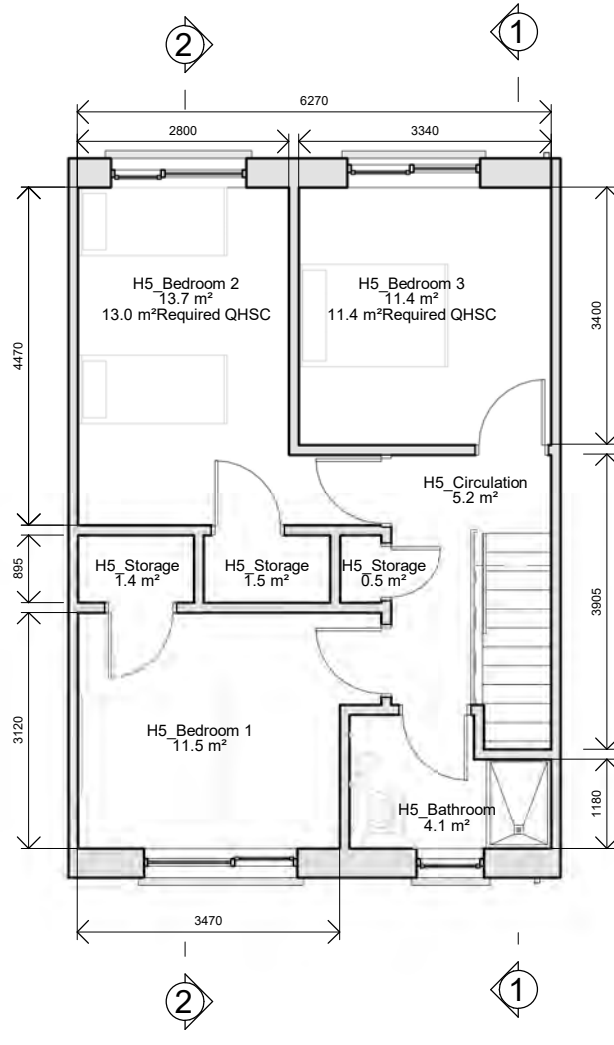 2
1
6270
2800
3340
H5_Bedroom 2
13.7 m²
13.0 m²Required QHSC
H5_Bedroom 3
11.4 m²
11.4 m²Required QHSC
4470
3400
H5_Circulation
5.2 m²
H5_Storage
1.4 m²
H5_Storage
1.5 m²
H5_Storage
0.5 m²
895
3905
3120
H5_Bedroom 1
11.5 m²
H5_Bathroom
4.1 m²
1180
3470
2
1